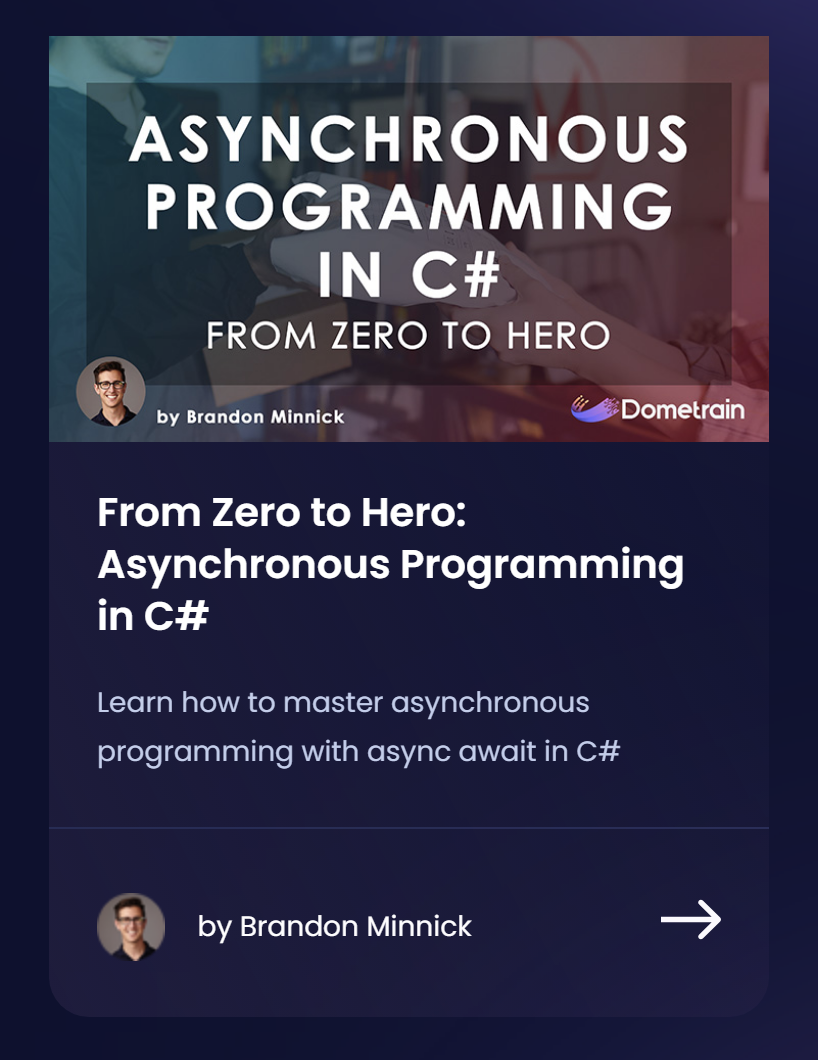 ASYNCHRONOUS
PROGRAMMING
IN C#
FROM ZERO TO HERO
by Brandon Minnick
Dometrain
From Zero to Hero:
Asynchronous Programming
in C#
Learn how to master asynchronous
programming with async await in C#
by Brandon Minnick